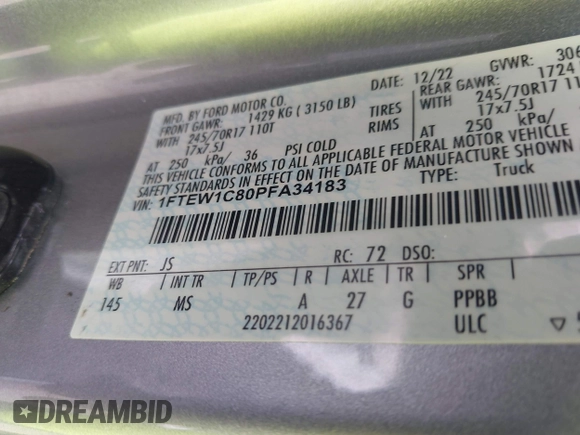 MFD. BY FORD MOTOR CO.
DATE: 12/22 GVWR: 306
FRONT GAWR: 1429 KG ( 3150 LB) REAR GAWR: 1724
WITH 245/70R17 110T TIRES WITH 245/70R17 11
17x7.5J RIMS 17x7.5J
AT 250 kPa/ 36 PSI COLD AT 250 kPa/
THIS VEHICLE CONFORMS TO ALL APPLICABLE FEDERAL MOTOR VEHICLE
SAFETY STANDARDS IN EFFECT ON THE DATE OF MANUFACTURE SHOWN
VIN: 1FTEW1C80PFA34183 TYPE: Truck
EXT PNT: JS RC: 72 DSO:
WB INT TR TP/PS R AXLE TR SPR
145 MS A 27 G PPBB
2202212016367 ULC
DREAMBID